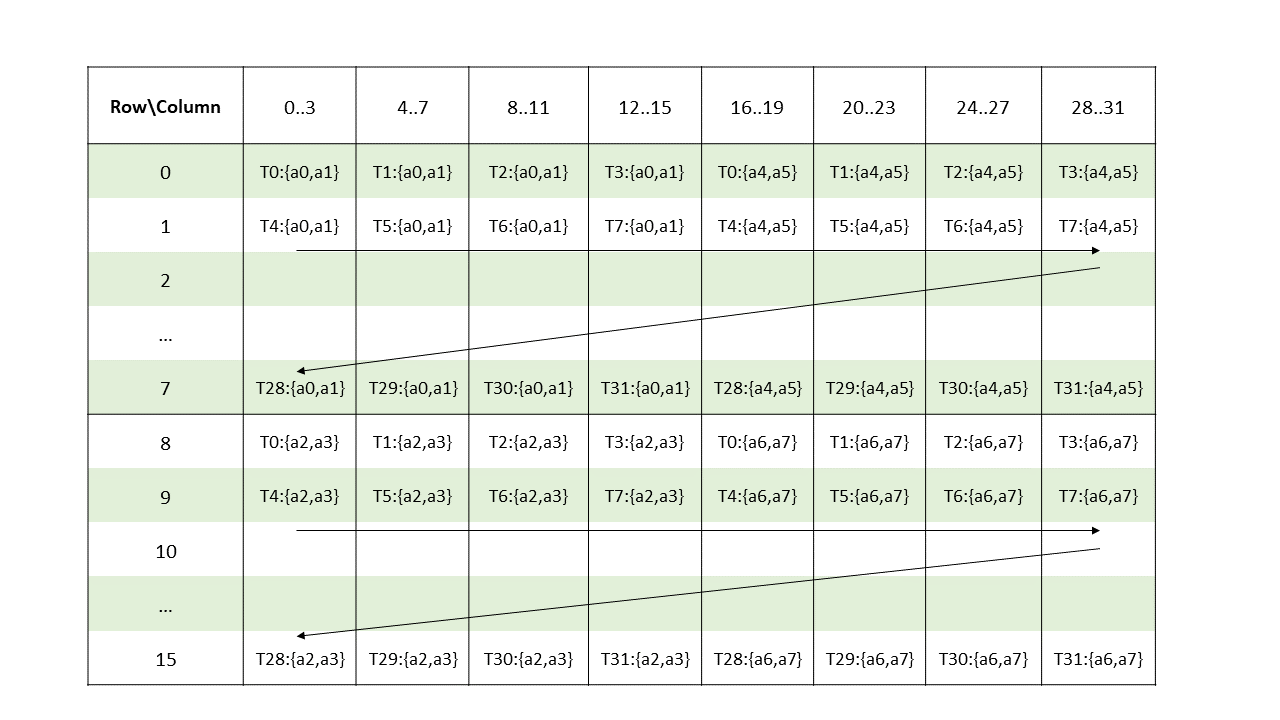 Row\Column 0..3 4..7 8..11 12..15 16..19 20..23 24..27 28..31
0 T0:{a0,a1} T1:{a0,a1} T2:{a0,a1} T3:{a0,a1} T0:{a4,a5} T1:{a4,a5} T2:{a4,a5} T3:{a4,a5}
1 T4:{a0,a1} T5:{a0,a1} T6:{a0,a1} T7:{a0,a1} T4:{a4,a5} T5:{a4,a5} T6:{a4,a5} T7:{a4,a5}
2
...
7 T28:{a0,a1} T29:{a0,a1} T30:{a0,a1} T31:{a0,a1} T28:{a4,a5} T29:{a4,a5} T30:{a4,a5} T31:{a4,a5}
8 T0:{a2,a3} T1:{a2,a3} T2:{a2,a3} T3:{a2,a3} T0:{a6,a7} T1:{a6,a7} T2:{a6,a7} T3:{a6,a7}
9 T4:{a2,a3} T5:{a2,a3} T6:{a2,a3} T7:{a2,a3} T4:{a6,a7} T5:{a6,a7} T6:{a6,a7} T7:{a6,a7}
10
...
15 T28:{a2,a3} T29:{a2,a3} T30:{a2,a3} T31:{a2,a3} T28:{a6,a7} T29:{a6,a7} T30:{a6,a7} T31:{a6,a7}